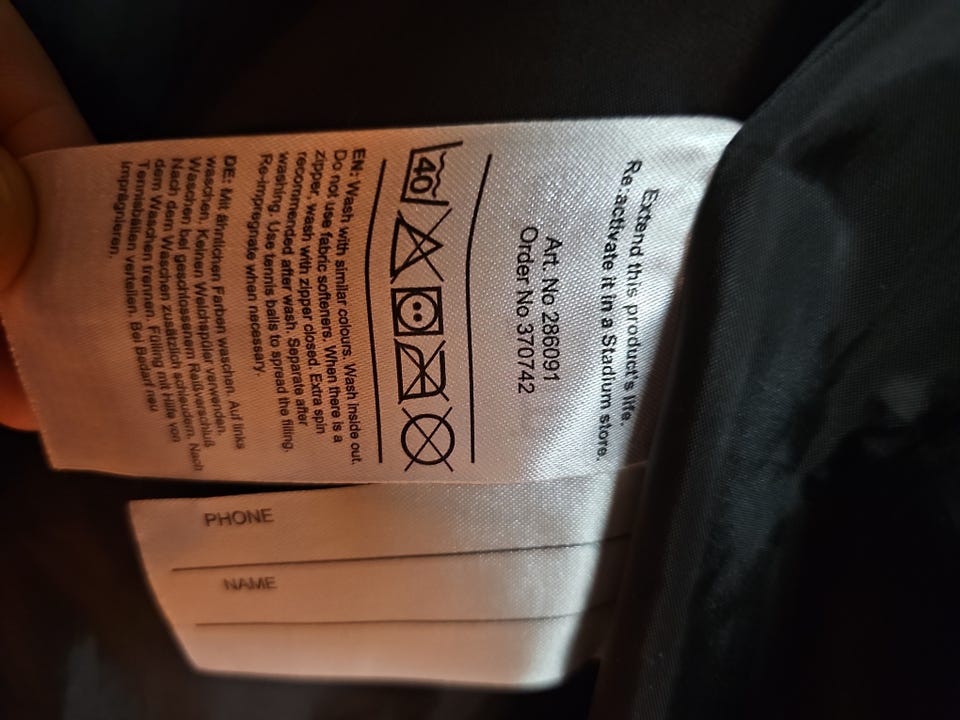 Extend this product's life.
Re:activate it in a Stadium store.
Art. No 286091
Order No 370742
40
EN: Wash with similar colours. Wash inside out.
Do not use fabric softeners. When there is a
zipper, wash with zipper closed. Extra spin
recommended after wash. Separate after
washing. Use tenis balls to spread the filling.
Re-impregnate when necessary.
DE: Mit ähnlichen Farben waschen. Auf links
waschen. Keinen Weichspüler verwenden.
Waschen bei geschlossenem Reißverschluß.
Nach dem Waschen zusätzlich schleudern. Nach
dem Waschen trennen. Füllung mit Hilfe von
Tennisbällen verteilen. Bei Bedarf neu
imprägnieren.
PHONE
NAME